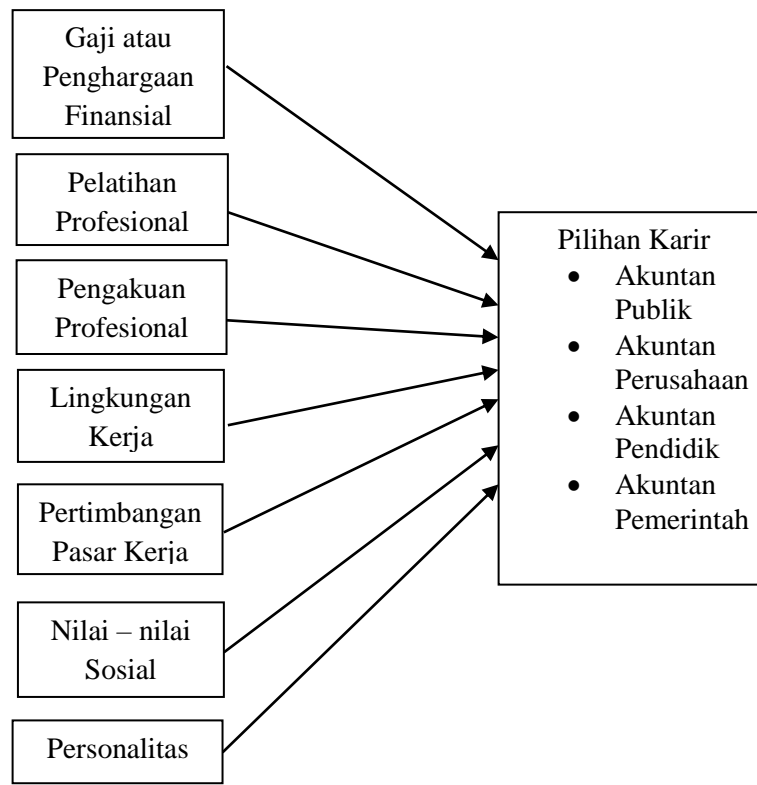 Gaji atau
Penghargaan
Finansial
Pelatihan
Profesional
Pengakuan
Profesional
Lingkungan
Kerja
Pertimbangan
Pasar Kerja
Nilai – nilai
Sosial
Personalitas
Pilihan Karir
• Akuntan
Publik
• Akuntan
Perusahaan
• Akuntan
Pendidik
• Akuntan
Pemerintah